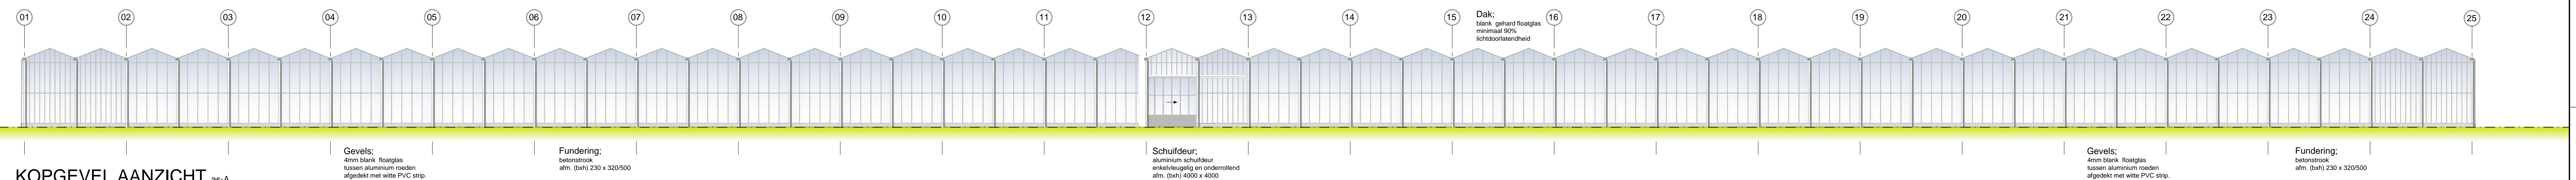 01 02 03 04 05 06 07 08 09 10 11 12 13 14 15 16 17 18 19 20 21 22 23 24 25
Dak;
blank gehard floatglas
minimaal 90%
lichtdoorlatendheid
Gevels;
4mm blank floatglas
tussen aluminium roeden
afgedekt met witte PVC strip.
Fundering;
betonstrook
afm. (bxh) 230 x 320/500
Schuifdeur;
aluminium schuifdeur
enkelvleugelig en onderrollend
afm. (bxh) 4000 x 4000
Gevels;
4mm blank floatglas
tussen aluminium roeden
afgedekt met witte PVC strip.
Fundering;
betonstrook
afm. (bxh) 230 x 320/500
KOPGEVEL AANZICHT as-A